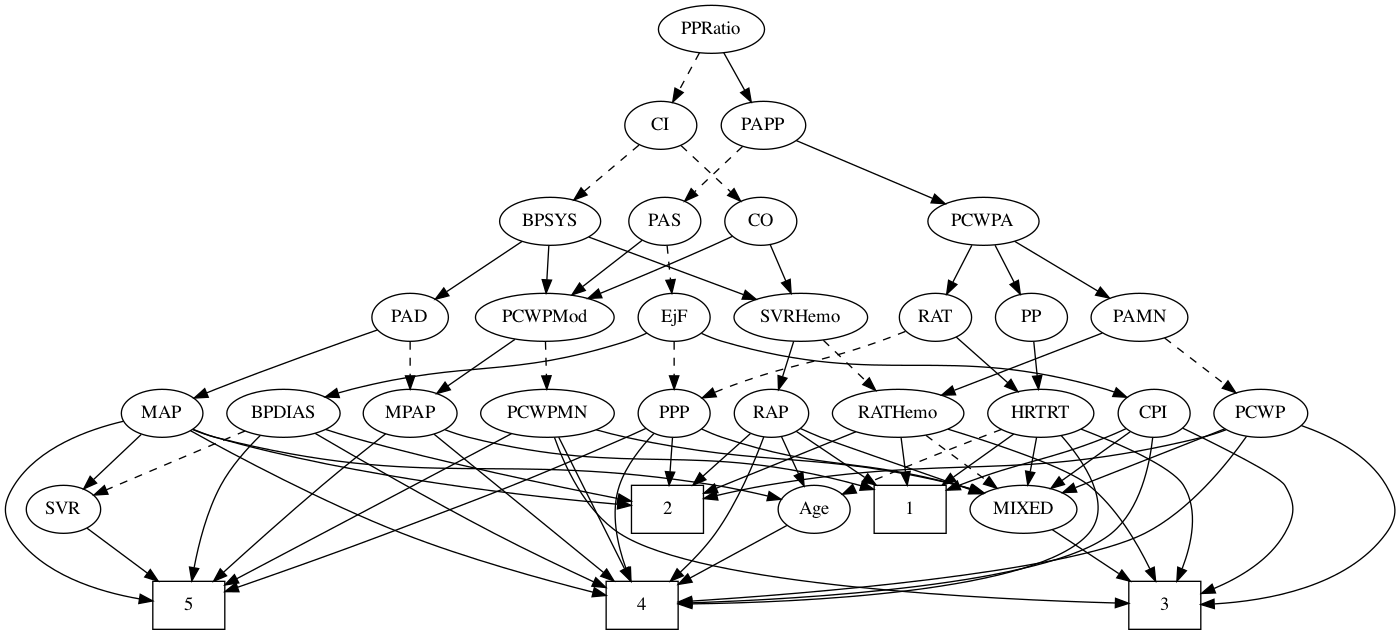 PPRatio
CI PAPP
BPSYS PAS CO PCWPA
PAD PCWPMod EjF SVRHemo RAT PP PAMN
MAP BPDIAS MPAP PCWPMN PPP RAP RATHemo HRTRT CPI PCWP
SVR 2 Age 1 MIXED
5 4 3